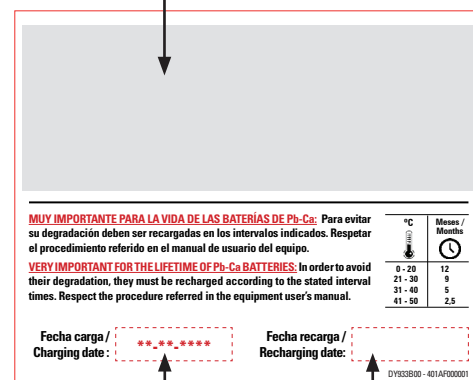 MUY IMPORTANTE PARA LA VIDA DE LAS BATERÍAS DE Pb-Ca: Para evitar
su degradación deben ser recargadas en los intervalos indicados. Respetar
el procedimiento referido en el manual de usuario del equipo.
VERY IMPORTANT FOR THE LIFETIME OF Pb-Ca BATTERIES: In order to avoid
their degradation, they must be recharged according to the stated interval
times. Respect the procedure referred in the equipment user's manual.
ºC Meses /
Months
0 - 20 12
21 - 30 9
31 - 40 5
41 - 50 2,5
Fecha carga /
Charging date :
**-**-****
Fecha recarga /
Recharging date:
DY933B00 - 401AF000001